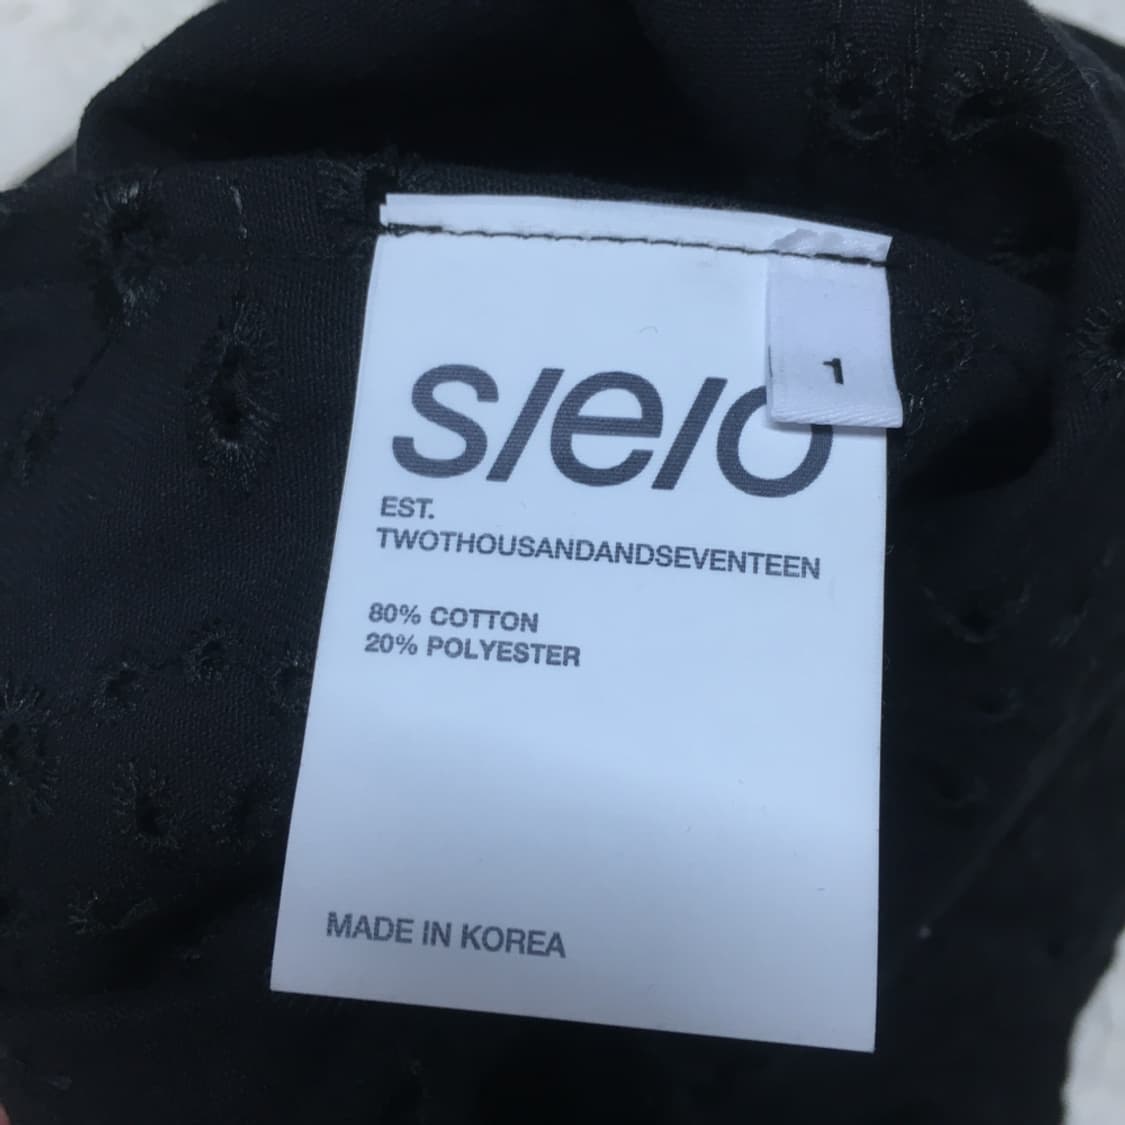 1
s/e/o
EST.
TWOTHOUSANDANDSEVENTEEN
80% COTTON
20% POLYESTER
MADE IN KOREA